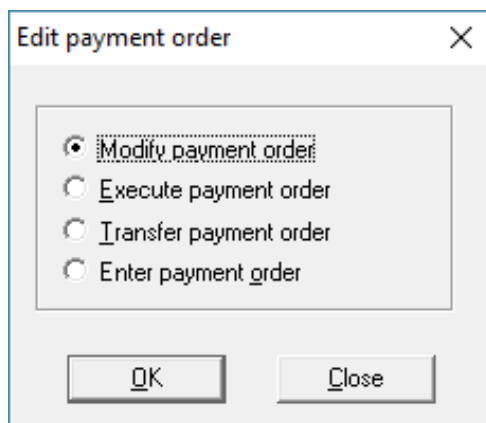 Edit payment order
Modify payment order
Execute payment order
Transfer payment order
Enter payment order
OK
Close